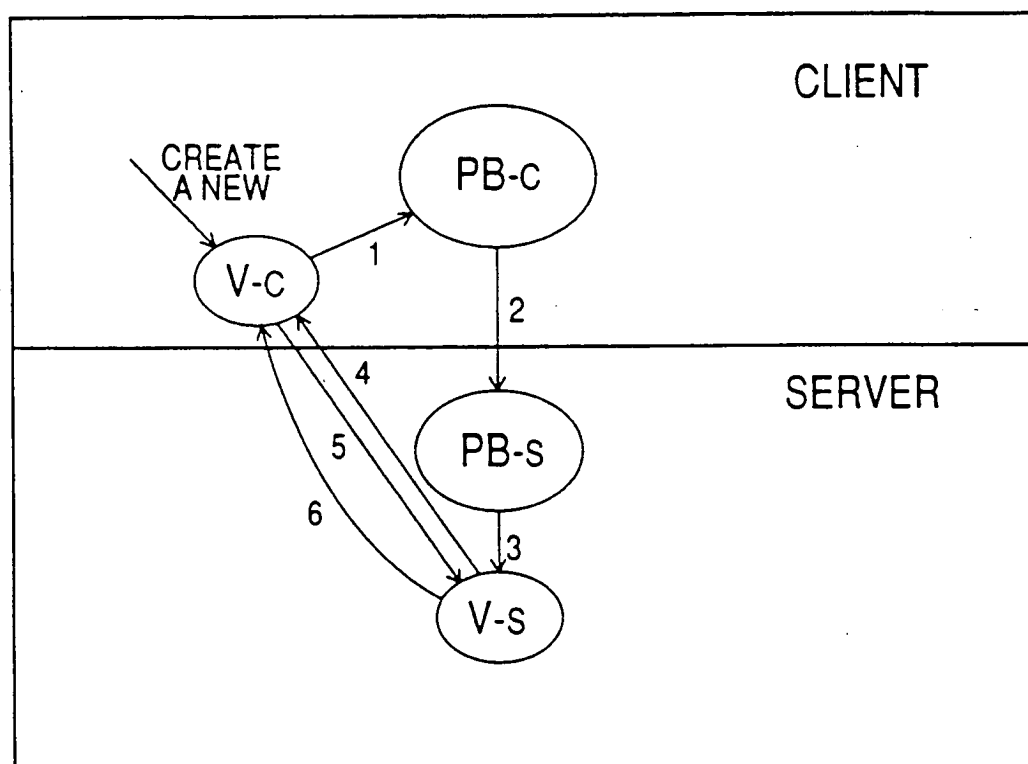 CLIENT
CREATE
A NEW
PB-C
1
V-C
2
4
SERVER
5
PB-S
6
3
V-S